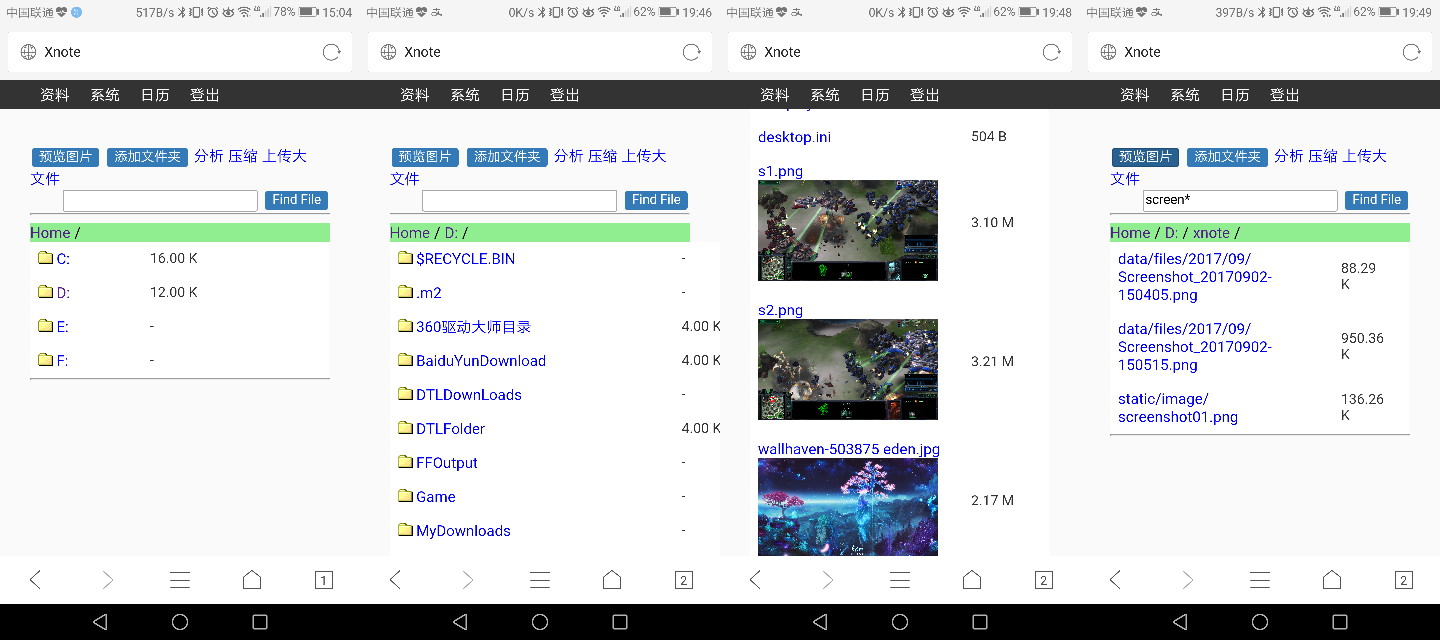 中国联通 517B/s 78% 15:04
Xnote
资料 系统 日历 登出
预览图片 添加文件夹 分析 压缩 上传大
文件
Find File
Home /
C: 16.00 K
D: 12.00 K
E: -
F: -
1
中国联通 0K/s 62% 19:46
Xnote
资料 系统 日历 登出
预览图片 添加文件夹 分析 压缩 上传大
文件
Find File
Home / D: /
$RECYCLE.BIN -
.m2 -
360驱动大师目录 4.00 K
BaiduYunDownload 4.00 K
DTLDownLoads -
DTLFolder 4.00 K
FFOutput -
Game -
MyDownloads -
2
中国联通 0K/s 62% 19:48
Xnote
资料 系统 日历 登出
desktop.ini 504 B
s1.png
3.10 M
s2.png
3.21 M
wallhaven-503875 eden.jpg
2.17 M
2
中国联通 397B/s 62% 19:49
Xnote
资料 系统 日历 登出
预览图片 添加文件夹 分析 压缩 上传大
文件
screen* Find File
Home / D: / xnote /
data/files/2017/09/
Screenshot_20170902-
150405.png
88.29
K
data/files/2017/09/
Screenshot_20170902-
150515.png
950.36
K
static/image/
screenshot01.png
136.26
K
2